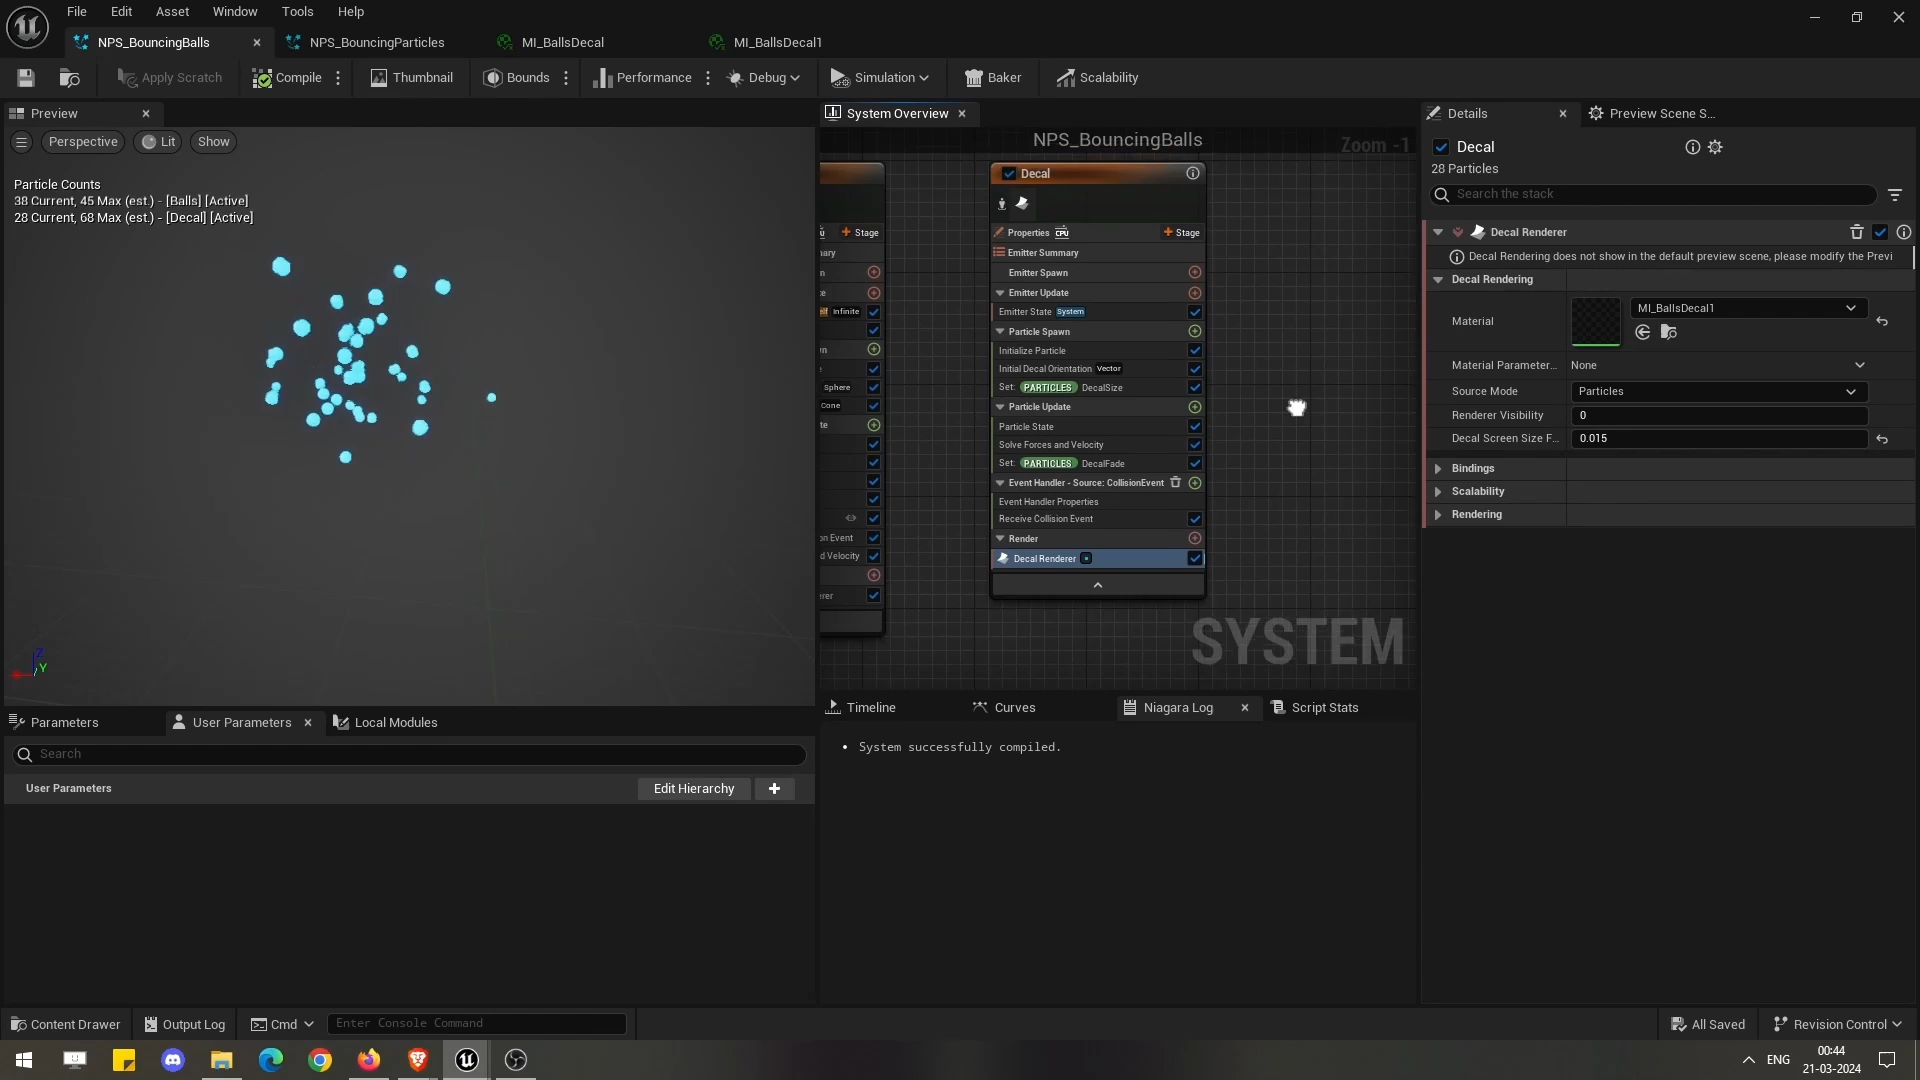 File Edit Asset Window Tools Help
NPS_BouncingBalls NPS_BouncingParticles MI_BallsDecal MI_BallsDecal1
Apply Scratch Compile Thumbnail Bounds Performance Debug Simulation Baker Scalability
Preview
Perspective Lit Show
Particle Counts
38 Current, 45 Max (est.) - [Balls] [Active]
28 Current, 68 Max (est.) - [Decal] [Active]
Z
Y
Parameters User Parameters Local Modules
Search
User Parameters Edit Hierarchy
System Overview
NPS_BouncingBalls Zoom -1
Stage
Infinite
Sphere
Cone
on Event
d Velocity
Decal
Properties CPU Stage
Emitter Summary
Emitter Spawn
Emitter Update
Emitter State System
Particle Spawn
Initialize Particle
Initial Decal Orientation Vector
Set: PARTICLES DecalSize
Particle Update
Particle State
Solve Forces and Velocity
Set: PARTICLES DecalFade
Event Handler - Source: CollisionEvent
Event Handler Properties
Receive Collision Event
Render
Decal Renderer
SYSTEM
Timeline Curves Niagara Log Script Stats
• System successfully compiled.
Details Preview Scene S...
Decal
28 Particles
Search the stack
Decal Renderer
Decal Rendering does not show in the default preview scene, please modify the Previ
Decal Rendering
Material MI_BallsDecal1
Material Parameter... None
Source Mode Particles
Renderer Visibility 0
Decal Screen Size F... 0.015
Bindings
Scalability
Rendering
Content Drawer Output Log Cmd Enter Console Command All Saved Revision Control
ENG 00:44
21-03-2024